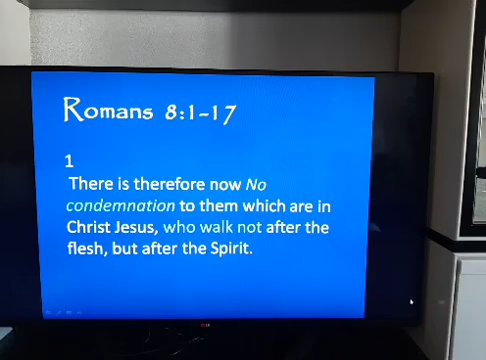 Romans 8:1-17
1
There is therefore now No
condemnation to them which are in
Christ Jesus, who walk not after the
flesh, but after the Spirit.